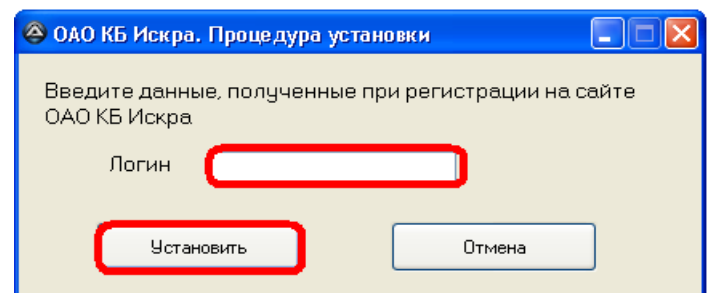 ОАО КБ Искра. Процедура установки
Введите данные, полученные при регистрации на сайте
ОАО КБ Искра
Логин
Установить
Отмена